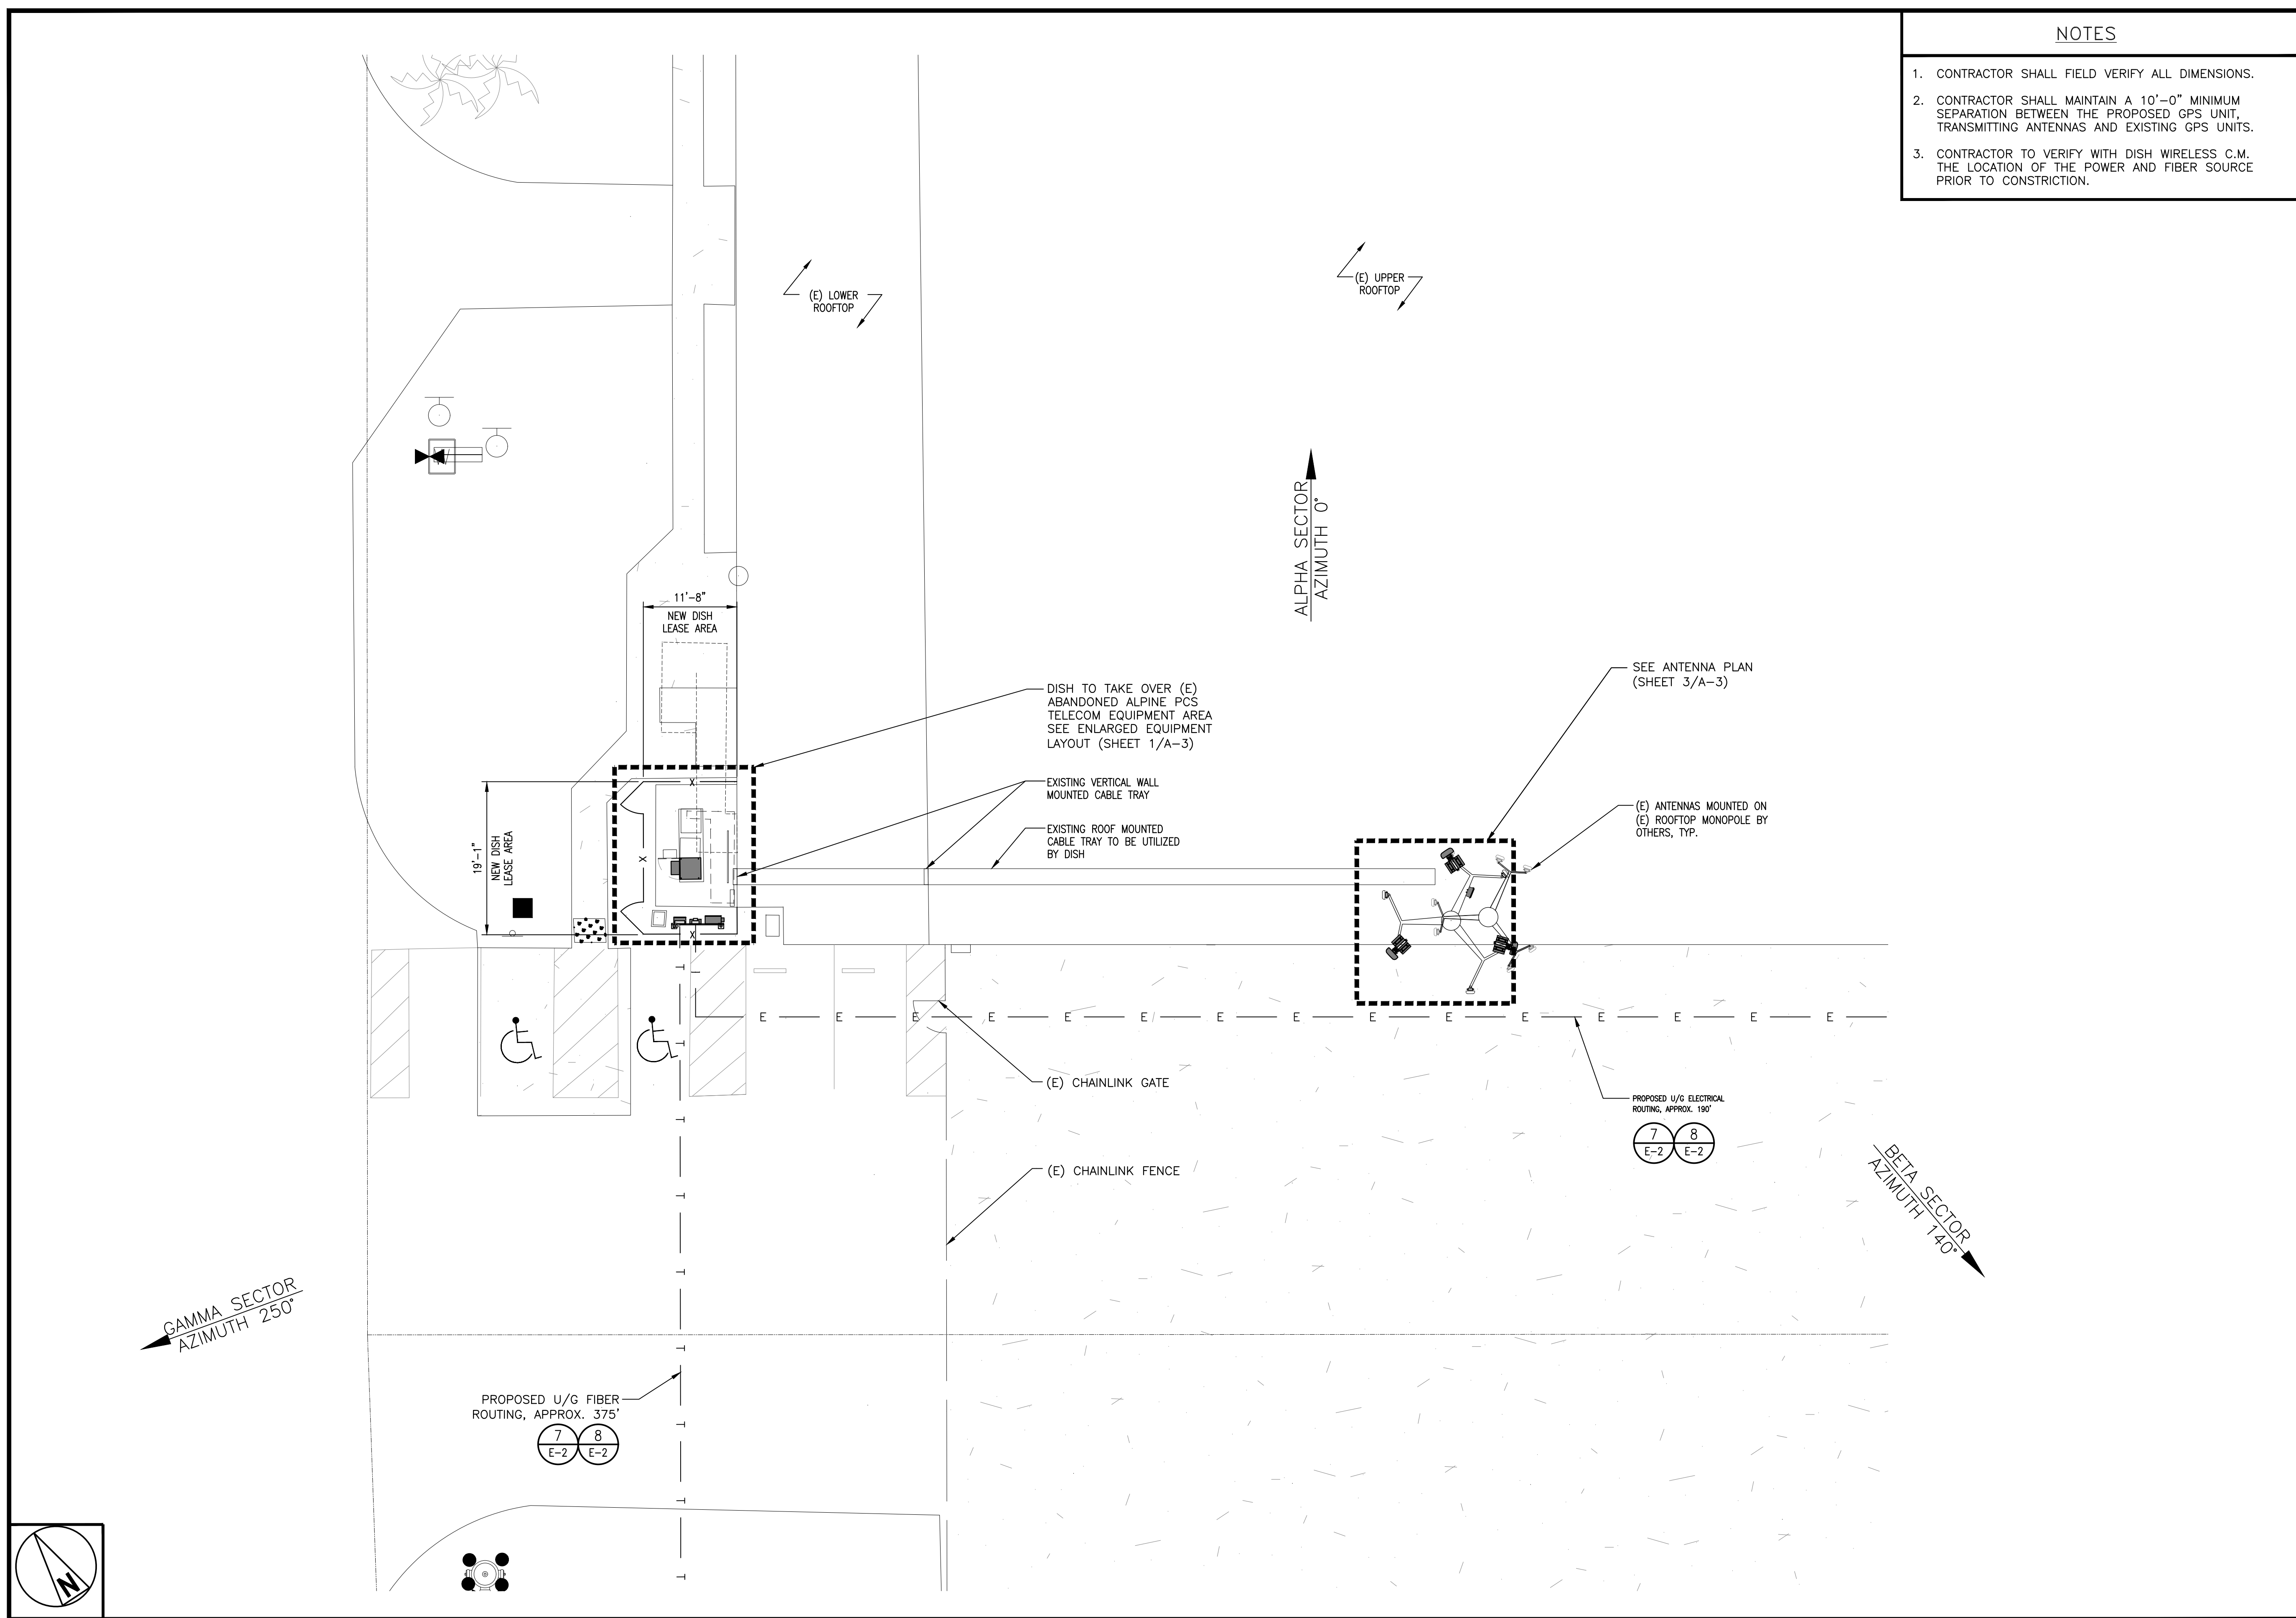 NOTES
1. CONTRACTOR SHALL FIELD VERIFY ALL DIMENSIONS.
2. CONTRACTOR SHALL MAINTAIN A 10'-0" MINIMUM
SEPARATION BETWEEN THE PROPOSED GPS UNIT,
TRANSMITTING ANTENNAS AND EXISTING GPS UNITS.
3. CONTRACTOR TO VERIFY WITH DISH WIRELESS C.M.
THE LOCATION OF THE POWER AND FIBER SOURCE
PRIOR TO CONSTRICTION.
(E) LOWER
ROOFTOP
(E) UPPER
ROOFTOP
ALPHA SECTOR
AZIMUTH 0°
11'-8"
NEW DISH
LEASE AREA
19'-1"
NEW DISH
LEASE AREA
X
X
X
DISH TO TAKE OVER (E)
ABANDONED ALPINE PCS
TELECOM EQUIPMENT AREA
SEE ENLARGED EQUIPMENT
LAYOUT (SHEET 1/A-3)
EXISTING VERTICAL WALL
MOUNTED CABLE TRAY
EXISTING ROOF MOUNTED
CABLE TRAY TO BE UTILIZED
BY DISH
SEE ANTENNA PLAN
(SHEET 3/A-3)
(E) ANTENNAS MOUNTED ON
(E) ROOFTOP MONOPOLE BY
OTHERS, TYP.
E E E E E E E E E E E E E E E
(E) CHAINLINK GATE
PROPOSED U/G ELECTRICAL
ROUTING, APPROX. 190'
7 8
E-2 E-2
(E) CHAINLINK FENCE
BETA SECTOR
AZIMUTH 140°
GAMMA SECTOR
AZIMUTH 250°
T T T T T T T T T
PROPOSED U/G FIBER
ROUTING, APPROX. 375'
7 8
E-2 E-2
N